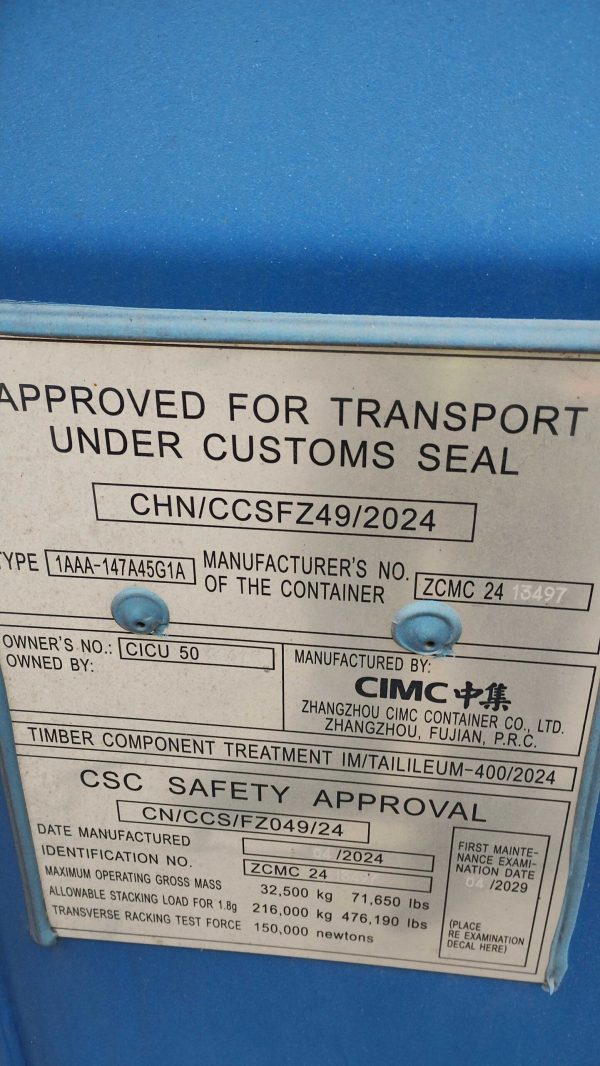 APPROVED FOR TRANSPORT
UNDER CUSTOMS SEAL
CHN/CCSFZ49/2024
TYPE 1AAA-147A45G1A MANUFACTURER'S NO. OF THE CONTAINER ZCMC 24 13497
OWNER'S NO.: CICU 50
OWNED BY:
MANUFACTURED BY:
CIMC 中集
ZHANGZHOU CIMC CONTAINER CO., LTD.
ZHANGZHOU, FUJIAN, P.R.C.
TIMBER COMPONENT TREATMENT IM/TAILILEUM-400/2024
CSC SAFETY APPROVAL
CN/CCS/FZ049/24
DATE MANUFACTURED 04 /2024
IDENTIFICATION NO. ZCMC 24
MAXIMUM OPERATING GROSS MASS 32,500 kg 71,650 lbs
ALLOWABLE STACKING LOAD FOR 1.8g 216,000 kg 476,190 lbs
TRANSVERSE RACKING TEST FORCE 150,000 newtons
FIRST MAINTE-
NANCE EXAMI-
NATION DATE
04 /2029
(PLACE
RE EXAMINATION
DECAL HERE)